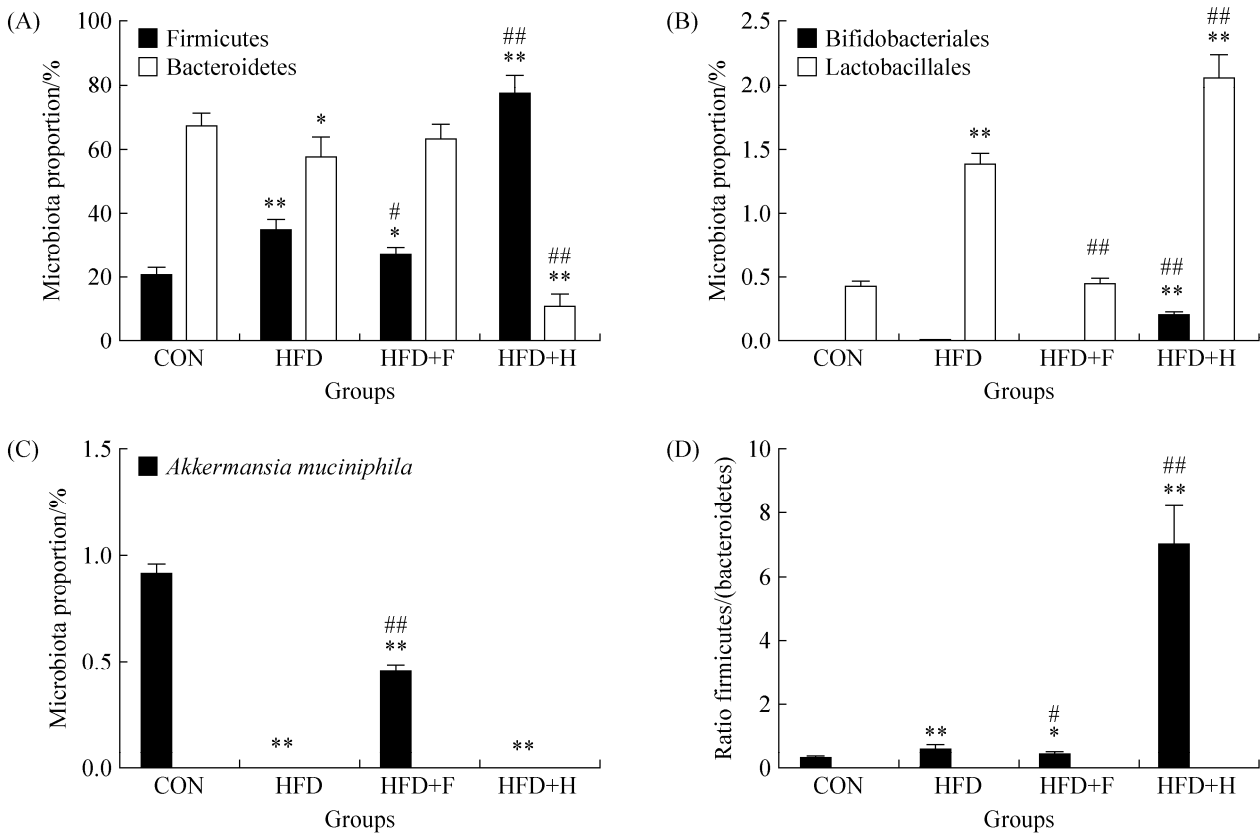 (A)
Microbiota proportion/%
100
80
60
40
20
0
Firmicutes
Bacteroidetes
**
*
#
*
##
**
##
**
CON HFD HFD+F HFD+H
Groups
(B)
Microbiota proportion/%
2.5
2.0
1.5
1.0
0.5
0.0
Bifidobacteriales
Lactobacillales
**
##
##
**
##
**
CON HFD HFD+F HFD+H
Groups
(C)
Microbiota proportion/%
1.5
1.0
0.5
0.0
Akkermansia muciniphila
**
##
**
**
CON HFD HFD+F HFD+H
Groups
(D)
Ratio firmicutes/(bacteroidetes)
10
8
6
4
2
0
**
#
*
##
**
CON HFD HFD+F HFD+H
Groups